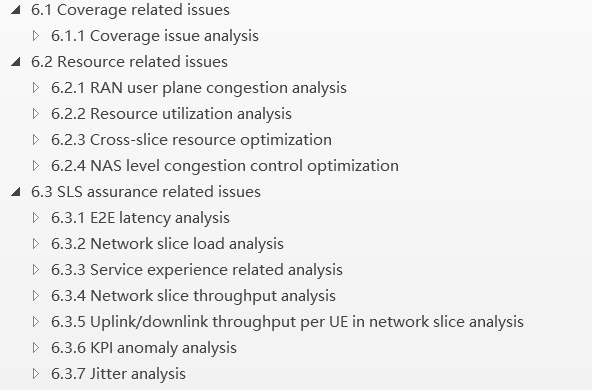 6.1 Coverage related issues
6.1.1 Coverage issue analysis
6.2 Resource related issues
6.2.1 RAN user plane congestion analysis
6.2.2 Resource utilization analysis
6.2.3 Cross-slice resource optimization
6.2.4 NAS level congestion control optimization
6.3 SLS assurance related issues
6.3.1 E2E latency analysis
6.3.2 Network slice load analysis
6.3.3 Service experience related analysis
6.3.4 Network slice throughput analysis
6.3.5 Uplink/downlink throughput per UE in network slice analysis
6.3.6 KPI anomaly analysis
6.3.7 Jitter analysis